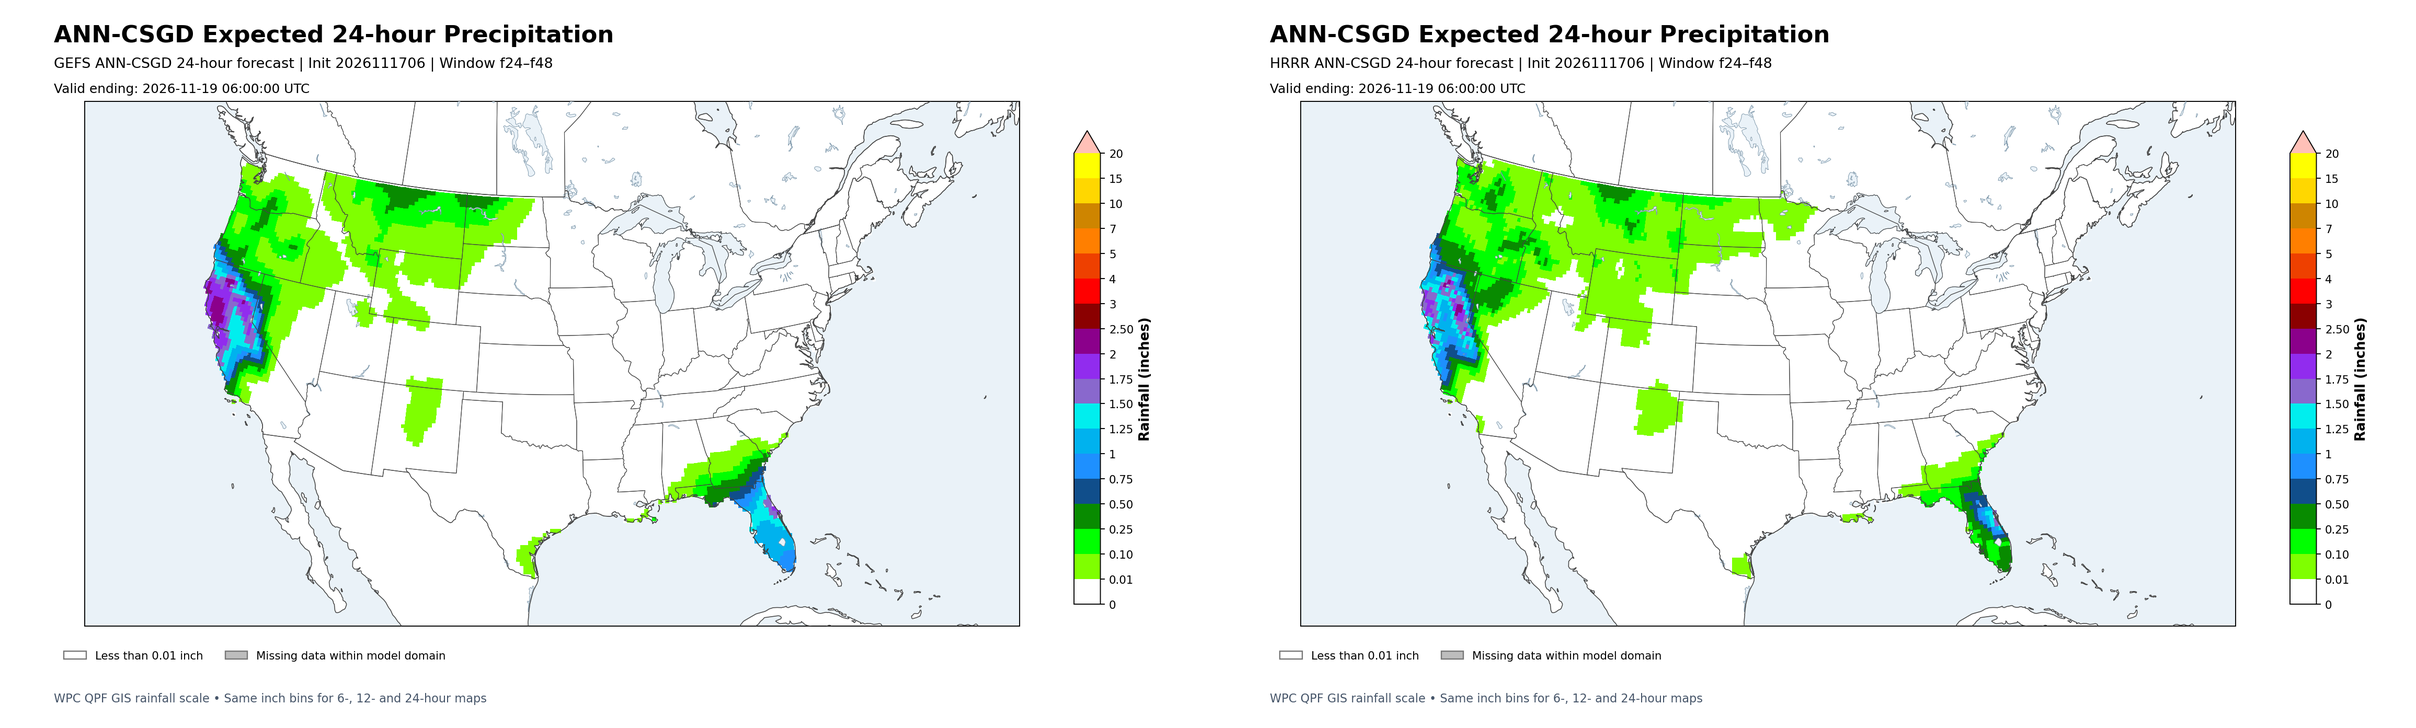 ANN-CSGD Expected 24-hour Precipitation
GEFS ANN-CSGD 24-hour forecast | Init 2026111706 | Window f24–f48
Valid ending: 2026-11-19 06:00:00 UTC
20
15
10
7
5
4
3
2.50
2
1.75
1.50
1.25
1
0.75
0.50
0.25
0.10
0.01
0
Rainfall (inches)
Less than 0.01 inch
Missing data within model domain
WPC QPF GIS rainfall scale • Same inch bins for 6-, 12- and 24-hour maps
ANN-CSGD Expected 24-hour Precipitation
HRRR ANN-CSGD 24-hour forecast | Init 2026111706 | Window f24–f48
Valid ending: 2026-11-19 06:00:00 UTC
20
15
10
7
5
4
3
2.50
2
1.75
1.50
1.25
1
0.75
0.50
0.25
0.10
0.01
0
Rainfall (inches)
Less than 0.01 inch
Missing data within model domain
WPC QPF GIS rainfall scale • Same inch bins for 6-, 12- and 24-hour maps